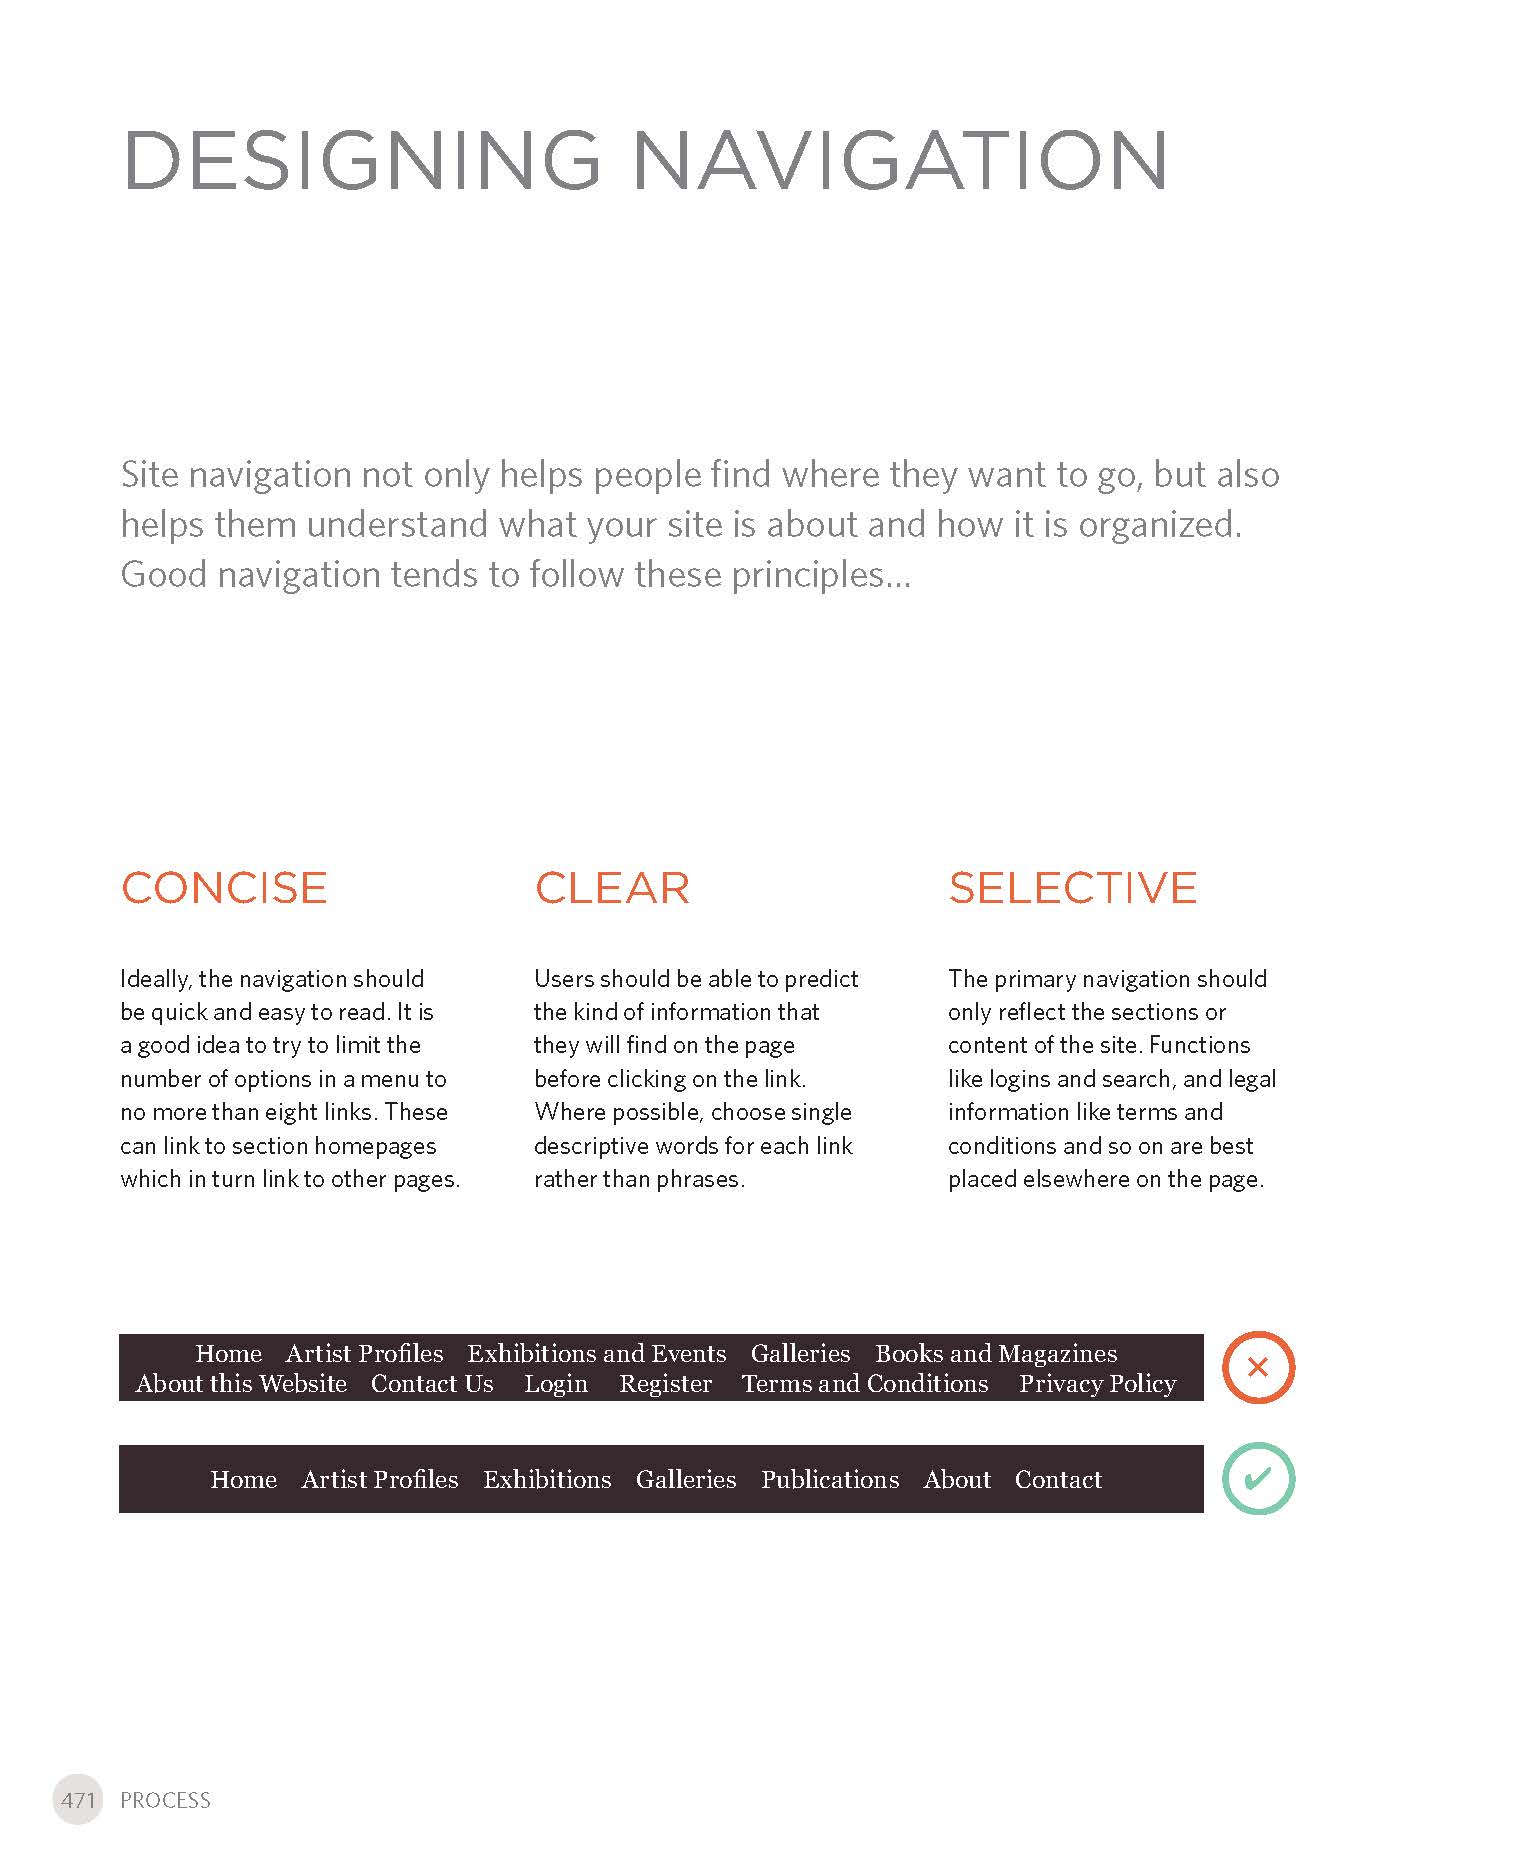 DESIGNING NAVIGATION
Site navigation not only helps people find where they want to go, but also
helps them understand what your site is about and how it is organized.
Good navigation tends to follow these principles...
CONCISE
Ideally, the navigation should
be quick and easy to read. It is
a good idea to try to limit the
number of options in a menu to
no more than eight links. These
can link to section homepages
which in turn link to other pages.
CLEAR
Users should be able to predict
the kind of information that
they will find on the page
before clicking on the link.
Where possible, choose single
descriptive words for each link
rather than phrases.
SELECTIVE
The primary navigation should
only reflect the sections or
content of the site. Functions
like logins and search, and legal
information like terms and
conditions and so on are best
placed elsewhere on the page.
Home Artist Profiles Exhibitions and Events Galleries Books and Magazines
About this Website Contact Us Login Register Terms and Conditions Privacy Policy
Home Artist Profiles Exhibitions Galleries Publications About Contact
471 PROCESS